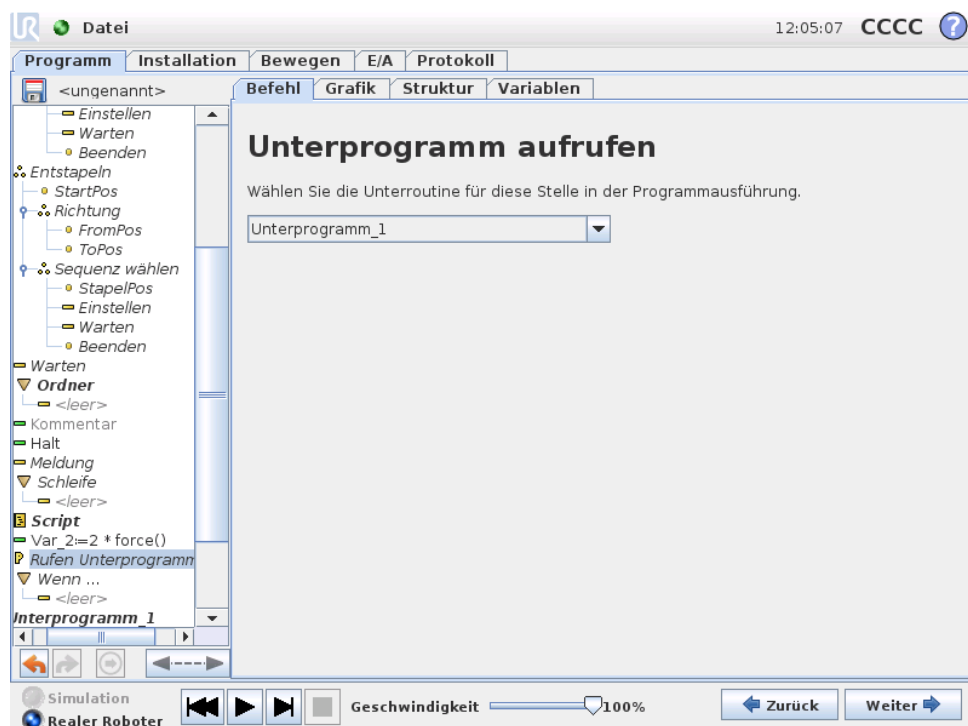 Datei
12:05:07 CCCC ?
Programm Installation Bewegen E/A Protokoll
<ungenannt>
Befehl Grafik Struktur Variablen
Einstellen
Warten
Beenden
Entstapeln
StartPos
Richtung
FromPos
ToPos
Sequenz wählen
StapelPos
Einstellen
Warten
Beenden
Warten
Ordner
<leer>
Kommentar
Halt
Meldung
Schleife
<leer>
Script
Var_2:=2 * force()
Rufen Unterprogramm
Wenn ...
<leer>
Unterprogramm_1
Unterprogramm aufrufen
Wählen Sie die Unterroutine für diese Stelle in der Programmausführung.
Unterprogramm_1
Simulation
Realer Roboter
Geschwindigkeit 100%
Zurück Weiter